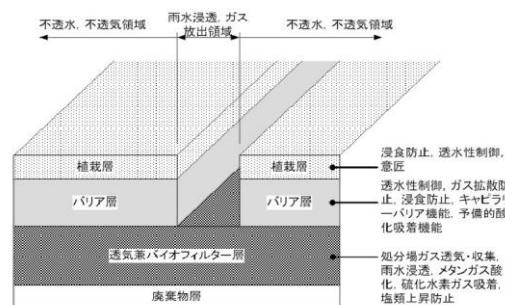 不透水, 不透気領域
雨水浸透, ガス
放出領域
不透水, 不透気領域
植栽層
植栽層
浸食防止, 透水性制御,
意匠
バリア層
バリア層
透水性制御, ガス拡散防
止, 浸食防止, キャピラリ
ーバリア機能, 予備的酸
化吸着機能
透気兼バイオフィルター層
処分場ガス透気・収集,
雨水浸透, メタンガス酸
化, 硫化水素ガス吸着,
塩類上昇防止
廃棄物層